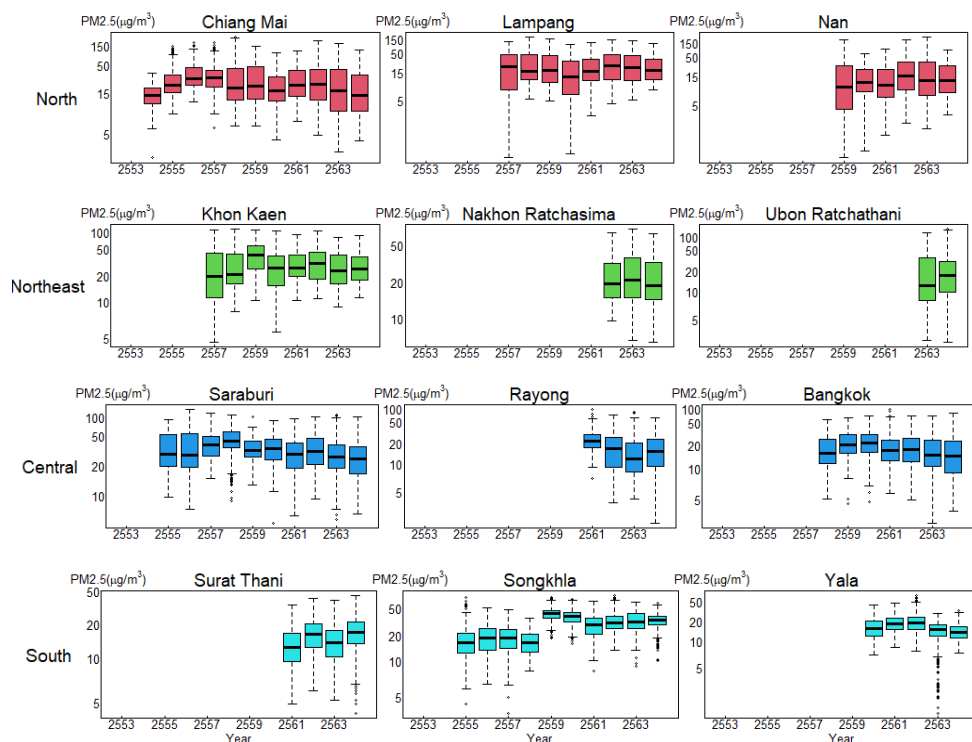 PM2.5(μg/m³) Chiang Mai PM2.5(μg/m³) Lampang PM2.5(μg/m³) Nan
North
150
50
15
5
2553 2555 2557 2559 2561 2563
150
50
15
5
2553 2555 2557 2559 2561 2563
150
50
15
5
2553 2555 2557 2559 2561 2563
PM2.5(μg/m³) Khon Kaen PM2.5(μg/m³) Nakhon Ratchasima PM2.5(μg/m³) Ubon Ratchathani
Northeast
100
50
20
10
5
2553 2555 2557 2559 2561 2563
50
20
10
2553 2555 2557 2559 2561 2563
100
50
20
10
5
2553 2555 2557 2559 2561 2563
PM2.5(μg/m³) Saraburi PM2.5(μg/m³) Rayong PM2.5(μg/m³) Bangkok
Central
100
50
20
10
2553 2555 2557 2559 2561 2563
100
50
20
10
5
2553 2555 2557 2559 2561 2563
100
50
20
10
5
2553 2555 2557 2559 2561 2563
PM2.5(μg/m³) Surat Thani PM2.5(μg/m³) Songkhla PM2.5(μg/m³) Yala
South
50
20
10
5
2553 2555 2557 2559 2561 2563
Year
50
20
10
5
2553 2555 2557 2559 2561 2563
Year
50
20
10
5
2553 2555 2557 2559 2561 2563
Year